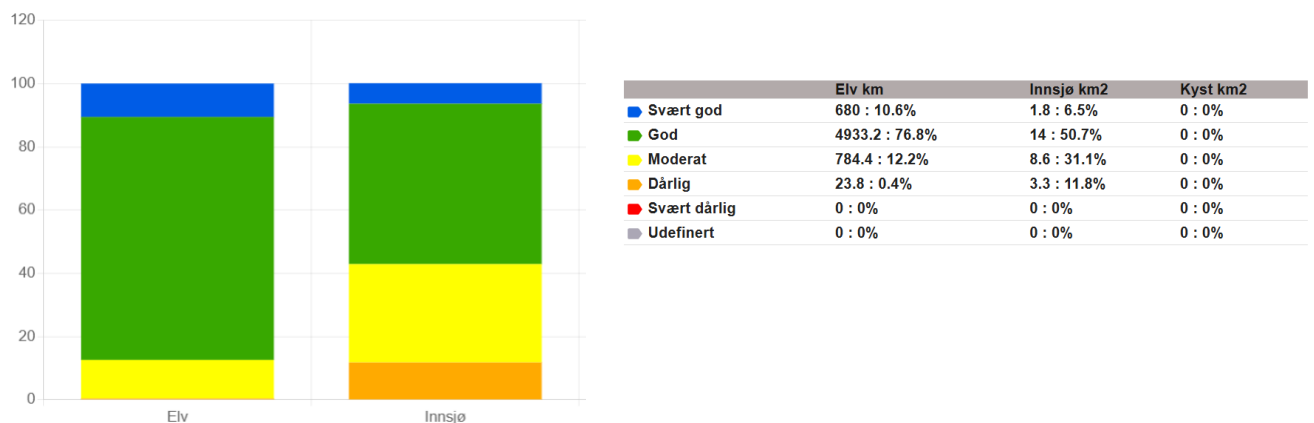 120
100
80
60
40
20
0
Elv Innsjø
Elv km Innsjø km2 Kyst km2
Svært god 680 : 10.6% 1.8 : 6.5% 0 : 0%
God 4933.2 : 76.8% 14 : 50.7% 0 : 0%
Moderat 784.4 : 12.2% 8.6 : 31.1% 0 : 0%
Dårlig 23.8 : 0.4% 3.3 : 11.8% 0 : 0%
Svært dårlig 0 : 0% 0 : 0% 0 : 0%
Udefinert 0 : 0% 0 : 0% 0 : 0%